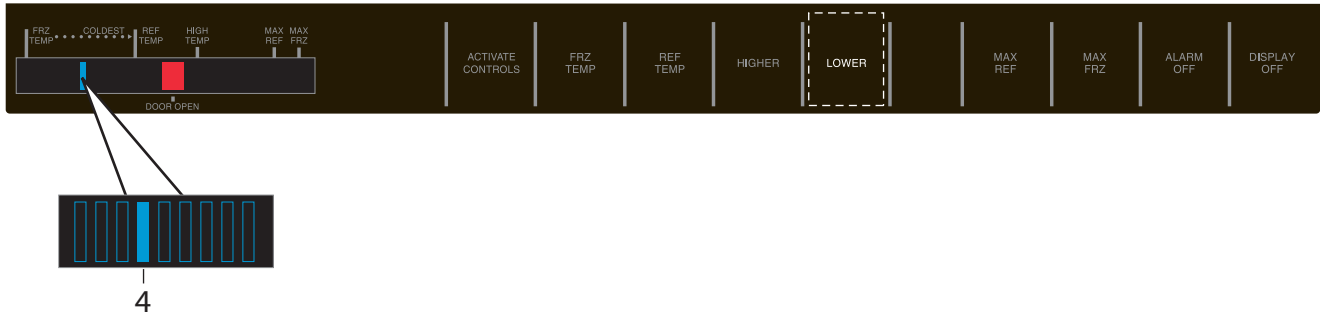 FRZ TEMP
COLDEST
REF TEMP
HIGH TEMP
MAX REF
MAX FRZ
DOOR OPEN
ACTIVATE CONTROLS
FRZ TEMP
REF TEMP
HIGHER
LOWER
MAX REF
MAX FRZ
ALARM OFF
DISPLAY OFF
4